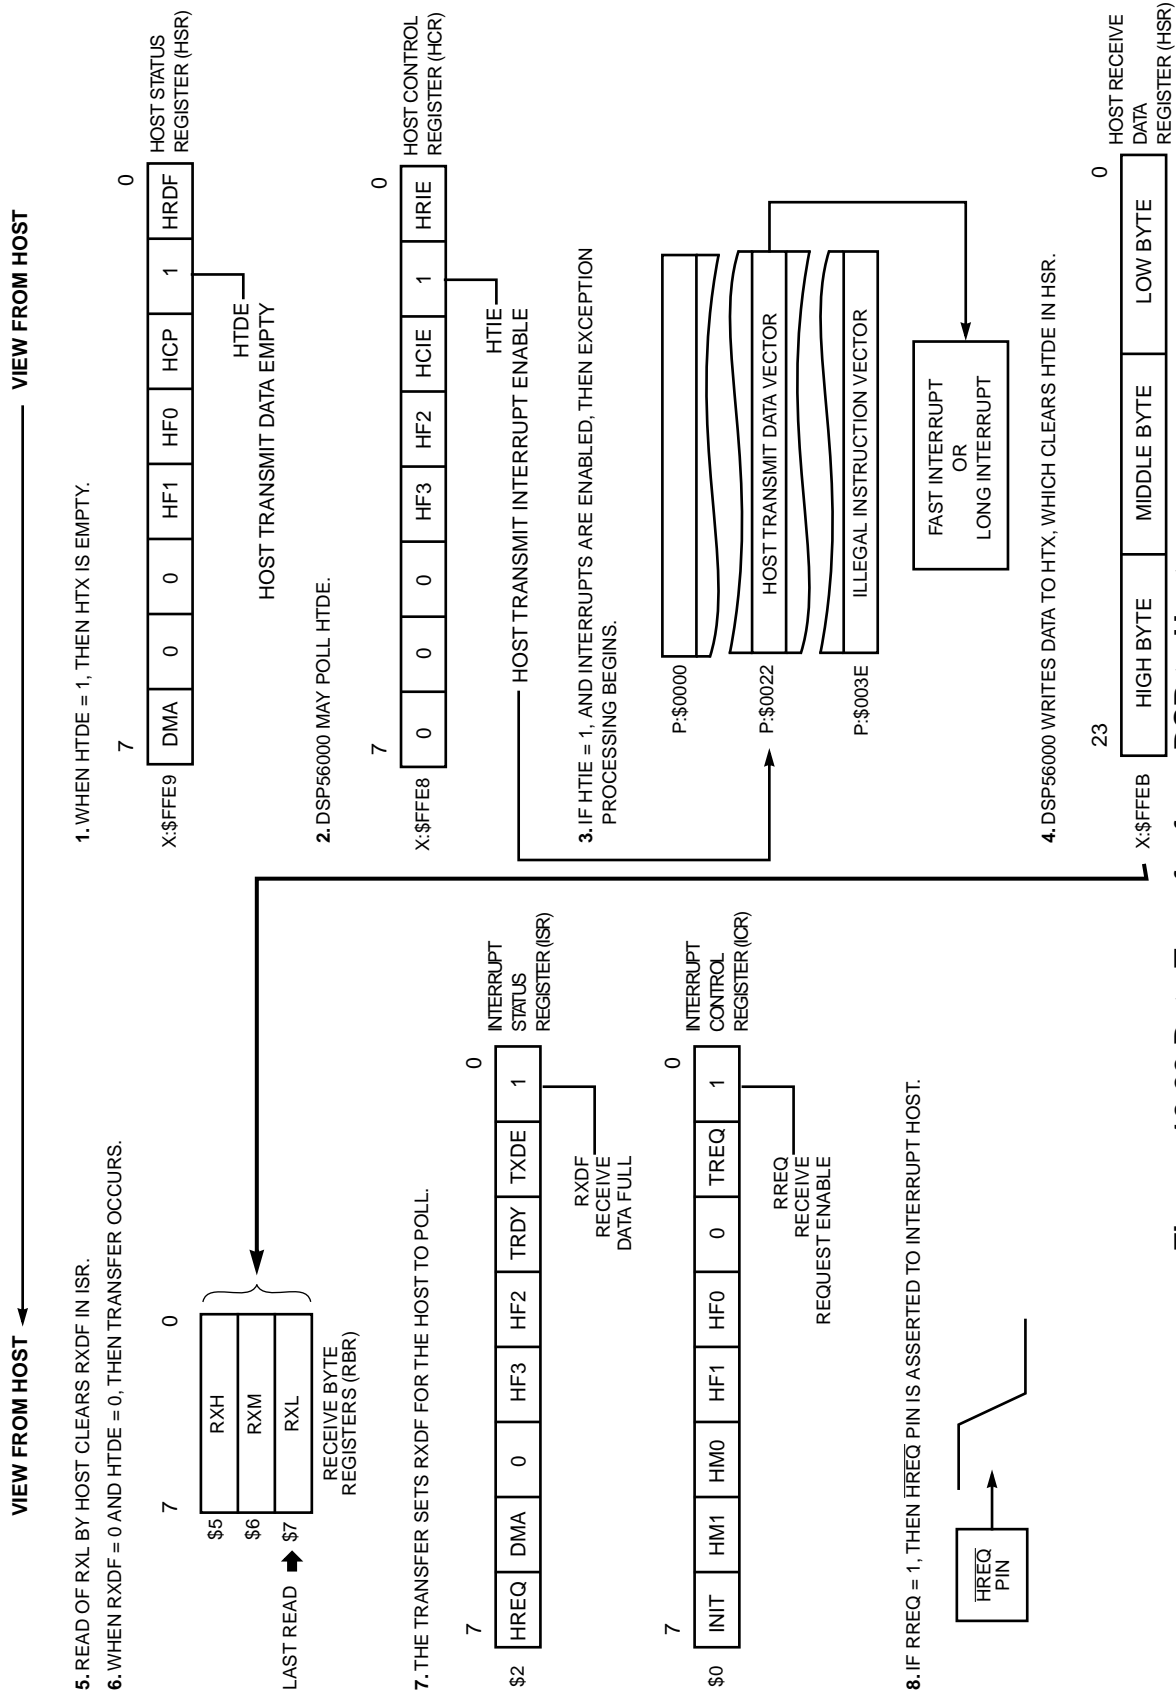 VIEW FROM HOST
VIEW FROM HOST
5. READ OF RXL BY HOST CLEARS RXDF IN ISR.
6. WHEN RXDF = 0 AND HTDE = 0, THEN TRANSFER OCCURS.
7
0
$5
RXH
$6
RXM
LAST READ
$7
RXL
RECEIVE BYTE
REGISTERS (RBR)
7. THE TRANSFER SETS RXDF FOR THE HOST TO POLL.
7
0
$2
HREQ
DMA
0
HF3
HF2
TRDY
TXDE
1
INTERRUPT
STATUS
REGISTER (ISR)
RXDF
RECEIVE
DATA FULL
7
0
$0
INIT
HM1
HM0
HF1
HF0
0
TREQ
1
INTERRUPT
CONTROL
REGISTER (ICR)
RREQ
RECEIVE
REQUEST ENABLE
8. IF RREQ = 1, THEN HREQ PIN IS ASSERTED TO INTERRUPT HOST.
HREQ
PIN
1. WHEN HTDE = 1, THEN HTX IS EMPTY.
7
0
X:$FFE9
DMA
0
0
HF1
HF0
HCP
1
HRDF
HOST STATUS
REGISTER (HSR)
HTDE
HOST TRANSMIT DATA EMPTY
2. DSP56000 MAY POLL HTDE.
7
0
X:$FFE8
0
0
0
HF3
HF2
HCIE
1
HRIE
HOST CONTROL
REGISTER (HCR)
HTIE
HOST TRANSMIT INTERRUPT ENABLE
3. IF HTIE = 1, AND INTERRUPTS ARE ENABLED, THEN EXCEPTION
PROCESSING BEGINS.
P:$0000
P:$0022
HOST TRANSMIT DATA VECTOR
P:$003E
ILLEGAL INSTRUCTION VECTOR
FAST INTERRUPT
OR
LONG INTERRUPT
4. DSP56000 WRITES DATA TO HTX, WHICH CLEARS HTDE IN HSR.
23
0
X:$FFEB
HIGH BYTE
MIDDLE BYTE
LOW BYTE
HOST RECEIVE
DATA
REGISTER (HSR)